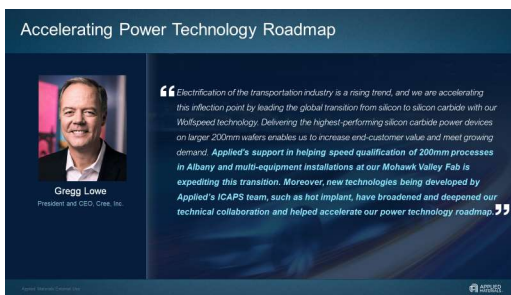 Accelerating Power Technology Roadmap
“Electrification of the transportation industry is a rising trend, and we are accelerating
this inflection point by leading the global transition from silicon to silicon carbide with our
Wolfspeed technology. Delivering the highest-performing silicon carbide power devices
on larger 200mm wafers enables us to increase end-customer value and meet growing
demand. Applied's support in helping speed qualification of 200mm processes
in Albany and multi-equipment installations at our Mohawk Valley Fab is
expediting this transition. Moreover, new technologies being developed by
Applied's ICAPS team, such as hot implant, have broadened and deepened our
technical collaboration and helped accelerate our power technology roadmap.”
Gregg Lowe
President and CEO, Cree, Inc.
APPLIED
MATERIALS